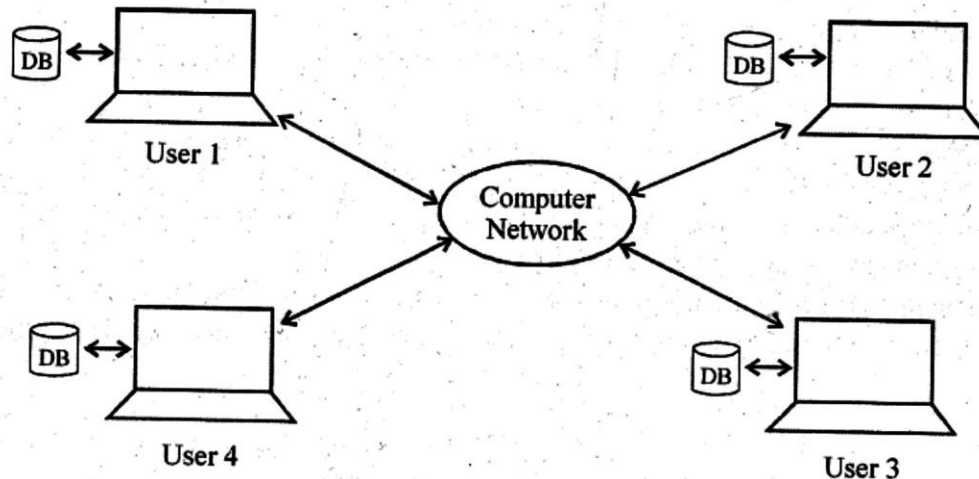 DB
User 1
DB
User 2
Computer
Network
DB
User 4
DB
User 3